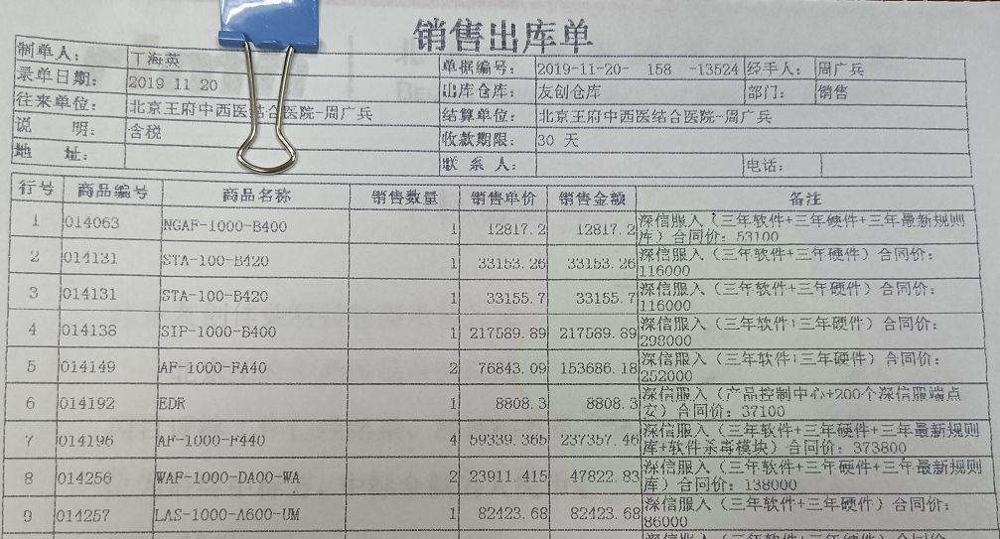 销售出库单
制单人： 丁海英 单据编号： 2019-11-20- 158 -13524 经手人： 周广兵
录单日期： 2019 11 20 出库仓库： 友创仓库 部门： 销售
往来单位： 北京王府中西医结合医院-周广兵 结算单位： 北京王府中西医结合医院-周广兵
说 明： 含税 收款期限： 30 天
地 址： 联 系 人： 电话：
行号 商品编号 商品名称 销售数量 销售单价 销售金额 备注
1 014063 NGAF-1000-B400 1 12817.2 12817.2 深信服入（三年软件+三年硬件+三年最新规则
库）合同价：53100
2 014131 STA-100-B420 1 33153.26 33153.26 深信服入（三年软件+三年硬件）合同价：
116000
3 014131 STA-100-B420 1 33155.7 33155.7 深信服入（三年软件+三年硬件）合同价：
116000
4 014138 SIP-1000-B400 1 217589.89 217589.89 深信服入（三年软件+三年硬件）合同价：
298000
5 014149 AF-1000-FA40 2 76843.09 153686.18 深信服入（三年软件+三年硬件）合同价：
252000
6 014192 EDR 1 8808.3 8808.3 深信服入（产品控制中心+200个深信服端点
安）合同价：37100
7 014196 AF-1000-F440 4 59339.365 237357.46 深信服入（三年软件+三年硬件+三年最新规则
库+软件杀毒模块）合同价：373800
8 014256 WAF-1000-DA00-WA 2 23911.415 47822.83 深信服入（三年软件+三年硬件+三年最新规则
库）合同价：138000
9 014257 LAS-1000-A600-UM 1 82423.68 82423.68 深信服入（三年软件+三年硬件）合同价：
86000